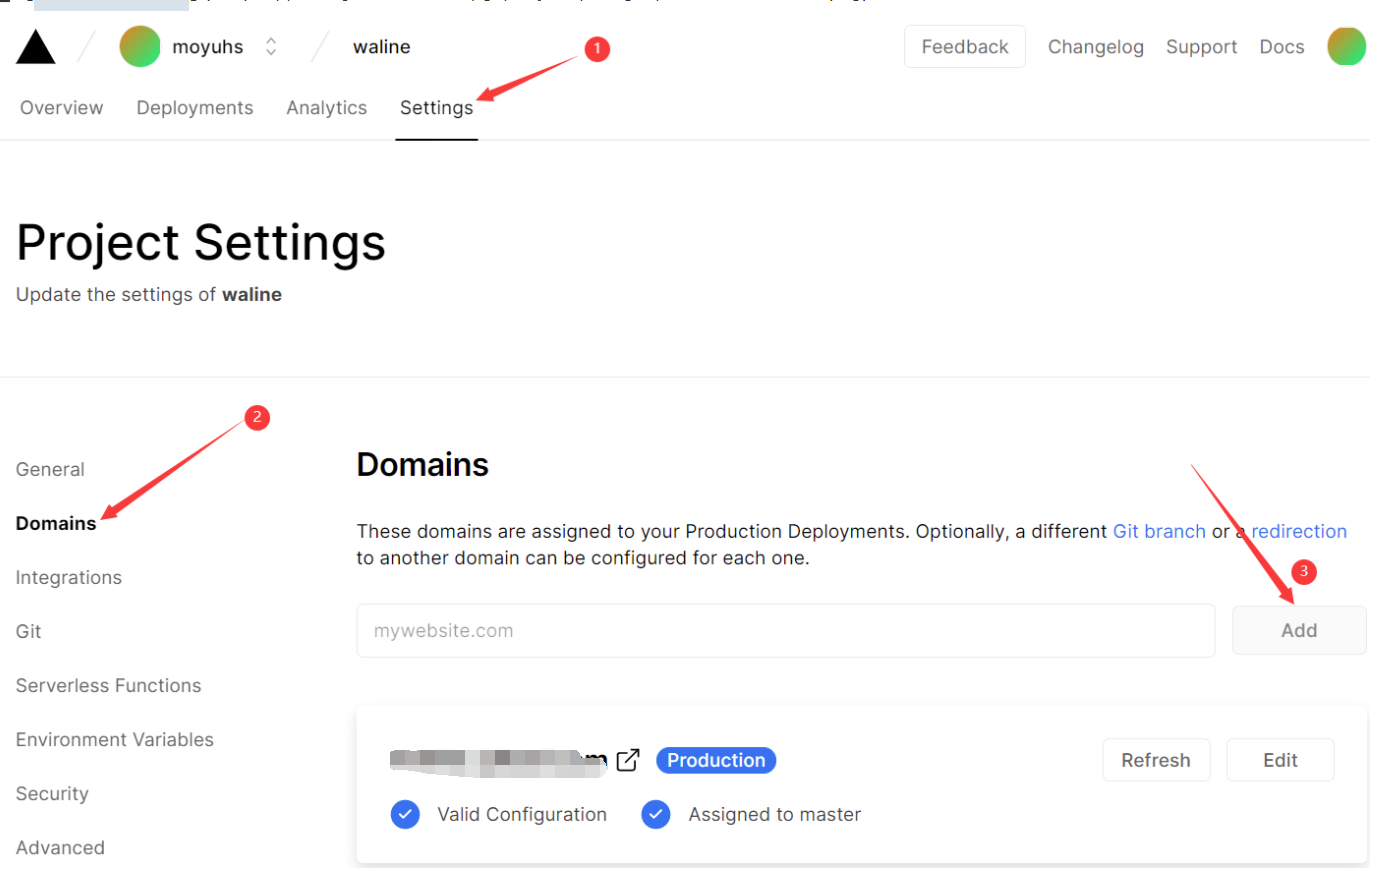 moyuhs waline 1 Feedback Changelog Support Docs
Overview Deployments Analytics Settings
Project Settings
Update the settings of waline
2
General
Domains
Integrations
Git
Serverless Functions
Environment Variables
Security
Advanced
Domains
These domains are assigned to your Production Deployments. Optionally, a different Git branch or a redirection
to another domain can be configured for each one.
3
mywebsite.com Add
Production Refresh Edit
Valid Configuration Assigned to master